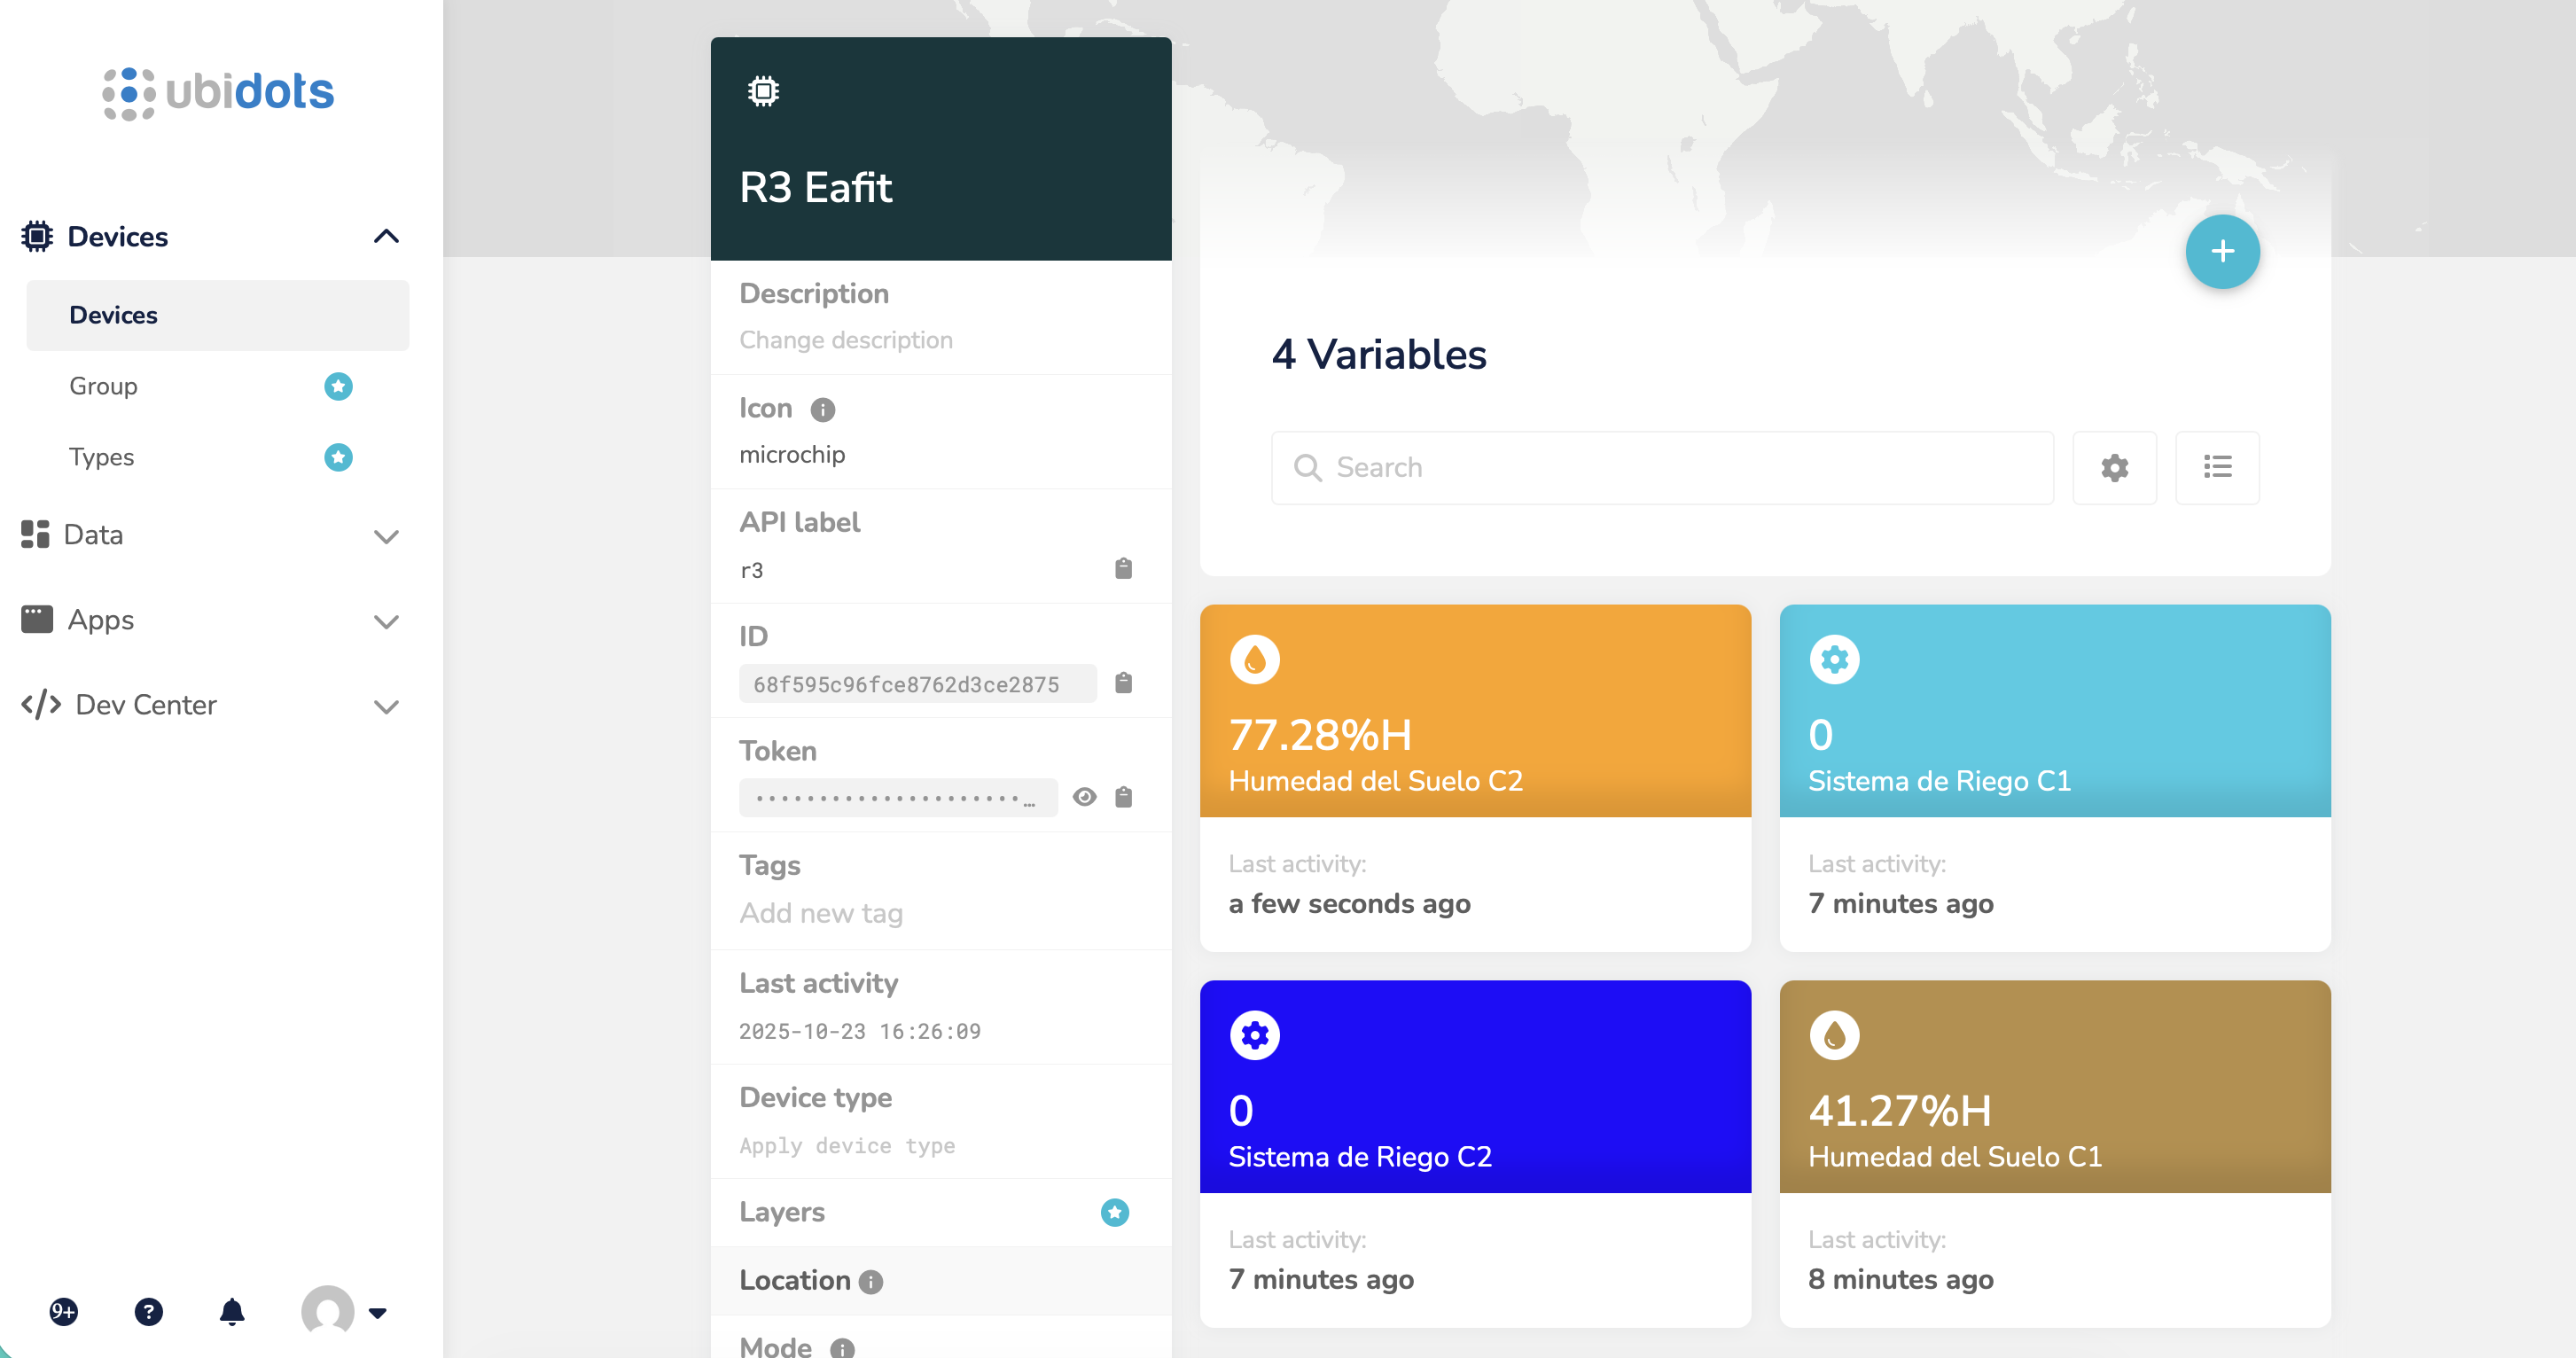 ubidots
Devices
Devices
Group
Types
Data
Apps
Dev Center
9+
R3 Eafit
Description
Change description
Icon
microchip
API label
r3
ID
68f595c96fce8762d3ce2875
Token
.....................…
Tags
Add new tag
Last activity
2025-10-23 16:26:09
Device type
Apply device type
Layers
Location
Mode
4 Variables
Search
77.28%H
Humedad del Suelo C2
Last activity:
a few seconds ago
0
Sistema de Riego C1
Last activity:
7 minutes ago
0
Sistema de Riego C2
Last activity:
7 minutes ago
41.27%H
Humedad del Suelo C1
Last activity:
8 minutes ago